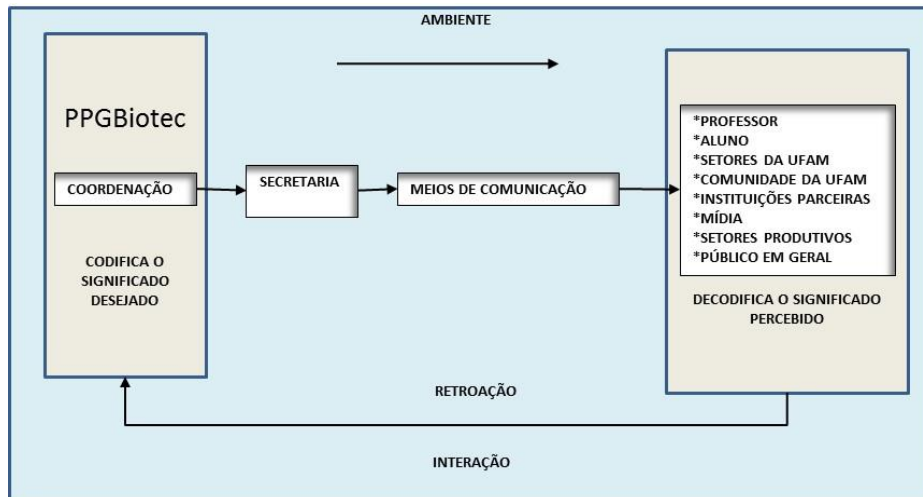 AMBIENTE
PPGBiotec
COORDENAÇÃO
CODIFICA O
SIGNIFICADO
DESEJADO
SECRETARIA
MEIOS DE COMUNICAÇÃO
*PROFESSOR
*ALUNO
*SETORES DA UFAM
*COMUNIDADE DA UFAM
*INSTITUIÇÕES PARCEIRAS
*MÍDIA
*SETORES PRODUTIVOS
*PÚBLICO EM GERAL
DECODIFICA O SIGNIFICADO
PERCEBIDO
RETROAÇÃO
INTERAÇÃO